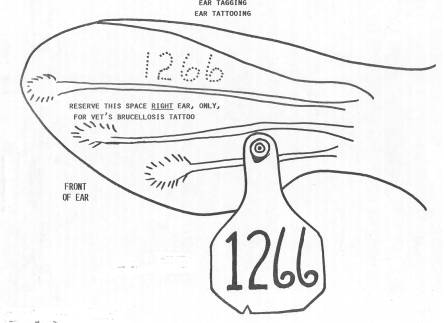 EAR TAGGING
EAR TATTOOING
1266
RESERVE THIS SPACE RIGHT EAR, ONLY,
FOR VET'S BRUCELLOSIS TATTOO
FRONT
OF EAR
1266